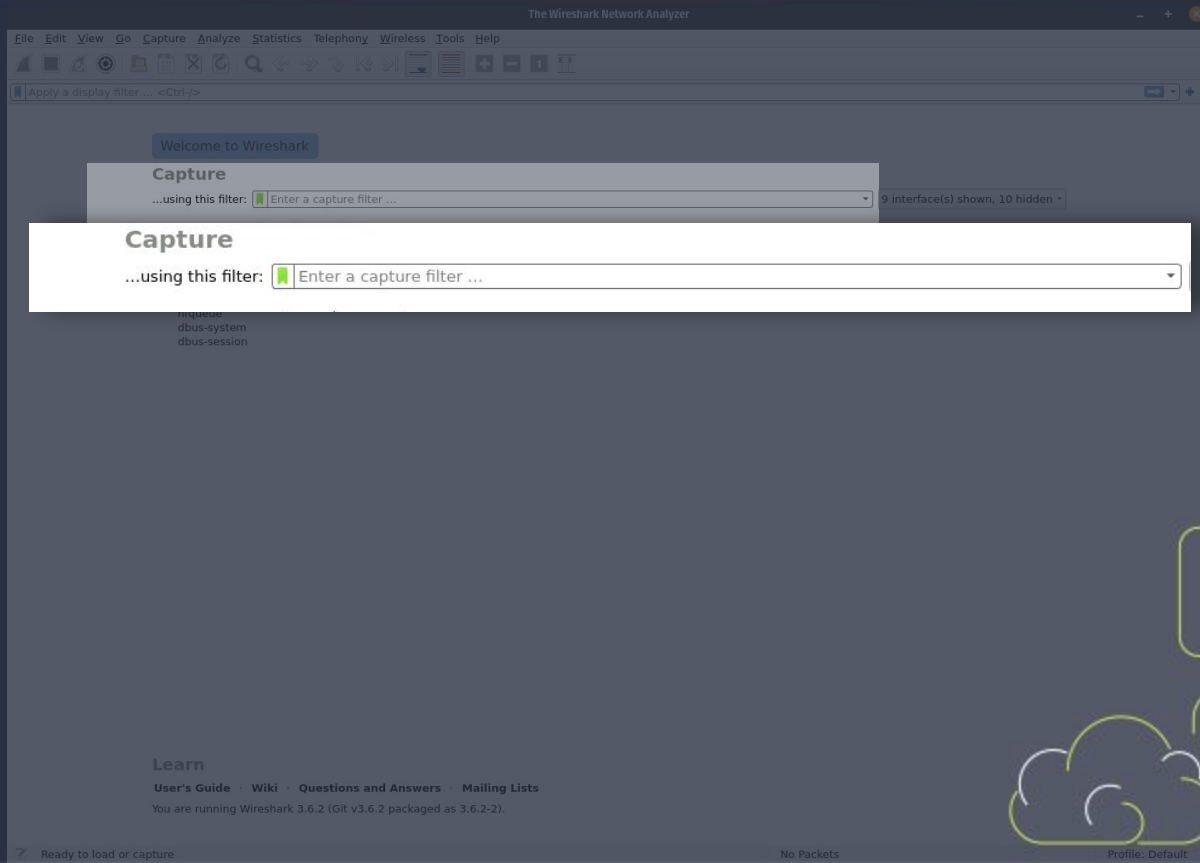 The Wireshark Network Analyzer
File Edit View Go Capture Analyze Statistics Telephony Wireless Tools Help
Apply a display filter ... <Ctrl-/>
Welcome to Wireshark
Capture
...using this filter: Enter a capture filter ... 9 interface(s) shown, 10 hidden
Capture
...using this filter: Enter a capture filter ...
nfqueue
dbus-system
dbus-session
Learn
User's Guide · Wiki · Questions and Answers · Mailing Lists
You are running Wireshark 3.6.2 (Git v3.6.2 packaged as 3.6.2-2).
Ready to load or capture No Packets Profile: Default